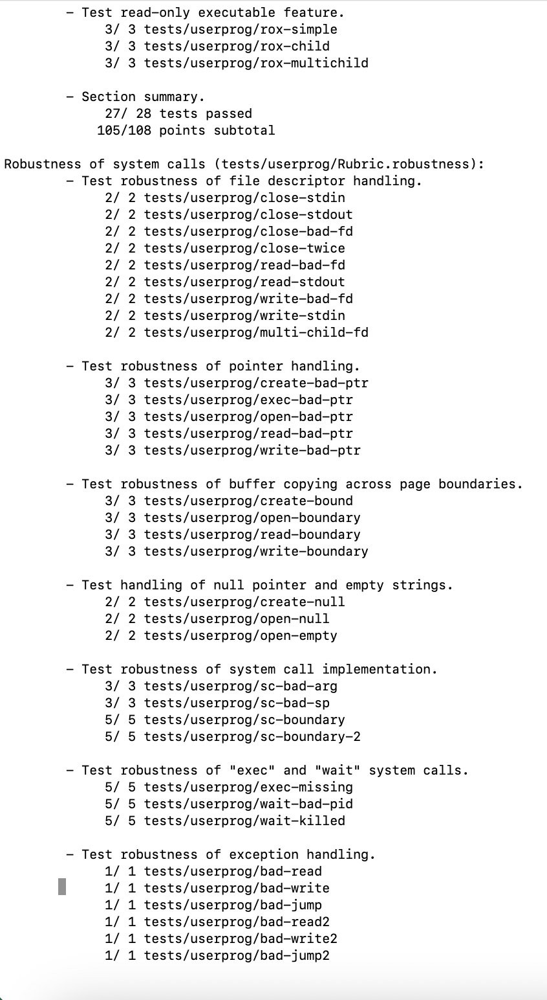 – Test read–only executable feature.
3/ 3 tests/userprog/rox–simple
3/ 3 tests/userprog/rox–child
3/ 3 tests/userprog/rox–multichild
– Section summary.
27/ 28 tests passed
105/108 points subtotal
Robustness of system calls (tests/userprog/Rubric.robustness):
– Test robustness of file descriptor handling.
2/ 2 tests/userprog/close–stdin
2/ 2 tests/userprog/close–stdout
2/ 2 tests/userprog/close–bad–fd
2/ 2 tests/userprog/close–twice
2/ 2 tests/userprog/read–bad–fd
2/ 2 tests/userprog/read–stdout
2/ 2 tests/userprog/write–bad–fd
2/ 2 tests/userprog/write–stdin
2/ 2 tests/userprog/multi–child–fd
– Test robustness of pointer handling.
3/ 3 tests/userprog/create–bad–ptr
3/ 3 tests/userprog/exec–bad–ptr
3/ 3 tests/userprog/open–bad–ptr
3/ 3 tests/userprog/read–bad–ptr
3/ 3 tests/userprog/write–bad–ptr
– Test robustness of buffer copying across page boundaries.
3/ 3 tests/userprog/create–bound
3/ 3 tests/userprog/open–boundary
3/ 3 tests/userprog/read–boundary
3/ 3 tests/userprog/write–boundary
– Test handling of null pointer and empty strings.
2/ 2 tests/userprog/create–null
2/ 2 tests/userprog/open–null
2/ 2 tests/userprog/open–empty
– Test robustness of system call implementation.
3/ 3 tests/userprog/sc–bad–arg
3/ 3 tests/userprog/sc–bad–sp
5/ 5 tests/userprog/sc–boundary
5/ 5 tests/userprog/sc–boundary–2
– Test robustness of "exec" and "wait" system calls.
5/ 5 tests/userprog/exec–missing
5/ 5 tests/userprog/wait–bad–pid
5/ 5 tests/userprog/wait–killed
– Test robustness of exception handling.
1/ 1 tests/userprog/bad–read
1/ 1 tests/userprog/bad–write
1/ 1 tests/userprog/bad–jump
1/ 1 tests/userprog/bad–read2
1/ 1 tests/userprog/bad–write2
1/ 1 tests/userprog/bad–jump2